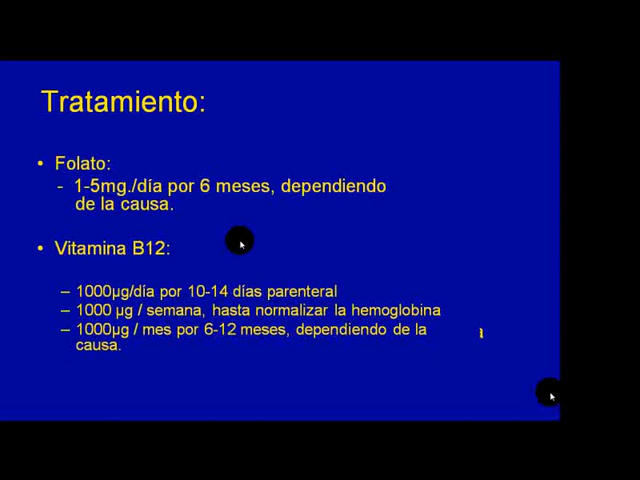 Tratamiento:
• Folato:
- 1-5mg./día por 6 meses, dependiendo
de la causa.
• Vitamina B12:
– 1000µg/día por 10-14 días parenteral
– 1000 µg / semana, hasta normalizar la hemoglobina
– 1000µg / mes por 6-12 meses, dependiendo de la
causa.